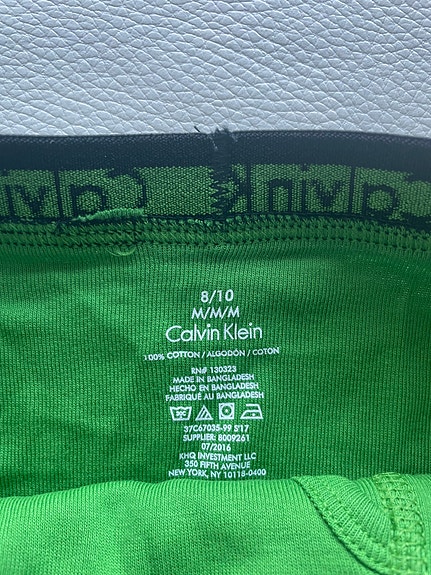 8/10
M/M/M
Calvin Klein
100% COTTON / ALGODÓN / COTON
RN# 130323
MADE IN BANGLADESH
HECHO EN BANGLADESH
FABRIQUÉ AU BANGLADESH
37C67035-99 S'17
SUPPLIER: 8009261
07/2016
KHQ INVESTMENT LLC
350 FIFTH AVENUE
NEW YORK, NY 10118-0400